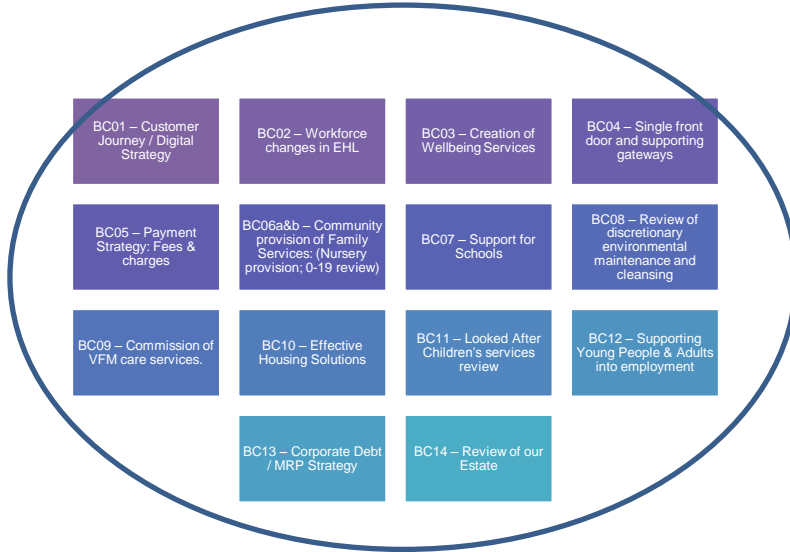 BC01 – Customer
Journey / Digital
Strategy
BC02 – Workforce
changes in EHL
BC03 – Creation of
Wellbeing Services
BC04 – Single front
door and supporting
gateways
BC05 – Payment
Strategy: Fees &
charges
BC06a&b – Community
provision of Family
Services: (Nursery
provision; 0-19 review)
BC07 – Support for
Schools
BC08 – Review of
discretionary
environmental
maintenance and
cleansing
BC09 – Commission of
VFM care services.
BC10 – Effective
Housing Solutions
BC11 – Looked After
Children's services
review
BC12 – Supporting
Young People & Adults
into employment
BC13 – Corporate Debt
/ MRP Strategy
BC14 – Review of our
Estate